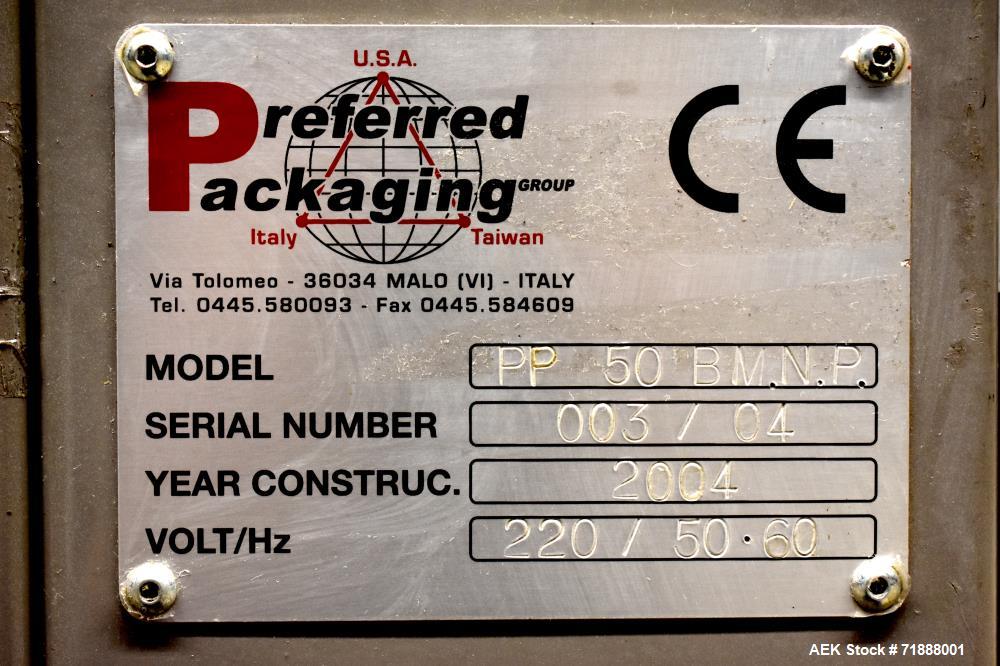 U.S.A.
Preferred
Packaging GROUP
Italy Taiwan
Via Tolomeo - 36034 MALO (VI) - ITALY
Tel. 0445.580093 - Fax 0445.584609
CE
MODEL PP 50 B M.N.P.
SERIAL NUMBER 003 / 04
YEAR CONSTRUC. 2004
VOLT/Hz 220 / 50·60
AEK Stock # 71888001